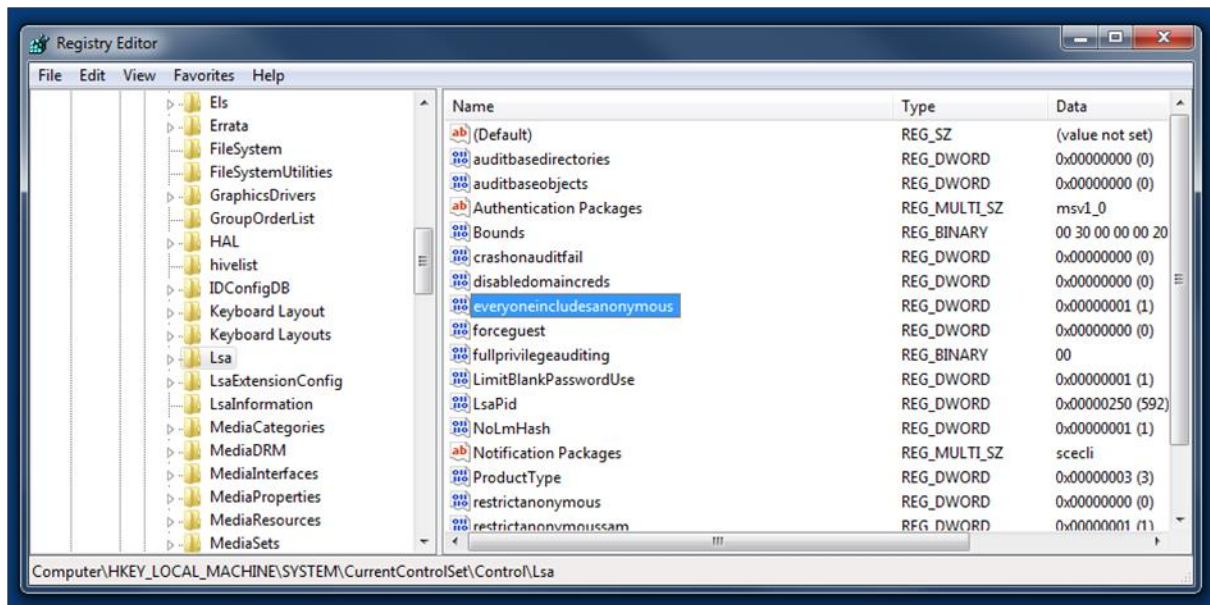 Registry Editor
File Edit View Favorites Help
Els
Errata
FileSystem
FileSystemUtilities
GraphicsDrivers
GroupOrderList
HAL
hivelist
IDConfigDB
Keyboard Layout
Keyboard Layouts
Lsa
LsaExtensionConfig
LsaInformation
MediaCategories
MediaDRM
MediaInterfaces
MediaProperties
MediaResources
MediaSets
Name Type Data
(Default) REG_SZ (value not set)
auditbasedirectories REG_DWORD 0x00000000 (0)
auditbaseobjects REG_DWORD 0x00000000 (0)
Authentication Packages REG_MULTI_SZ msv1_0
Bounds REG_BINARY 00 30 00 00 00 20
crashonauditfail REG_DWORD 0x00000000 (0)
disabledomaincreds REG_DWORD 0x00000000 (0)
everyoneincludesanonymous REG_DWORD 0x00000001 (1)
forceguest REG_DWORD 0x00000000 (0)
fullprivilegeauditing REG_BINARY 00
LimitBlankPasswordUse REG_DWORD 0x00000001 (1)
LsaPid REG_DWORD 0x00000250 (592)
NoLmHash REG_DWORD 0x00000001 (1)
Notification Packages REG_MULTI_SZ scecli
ProductType REG_DWORD 0x00000003 (3)
restrictanonymous REG_DWORD 0x00000000 (0)
restrictanonymoussam REG_DWORD 0x00000001 (1)
Computer\HKEY_LOCAL_MACHINE\SYSTEM\CurrentControlSet\Control\Lsa